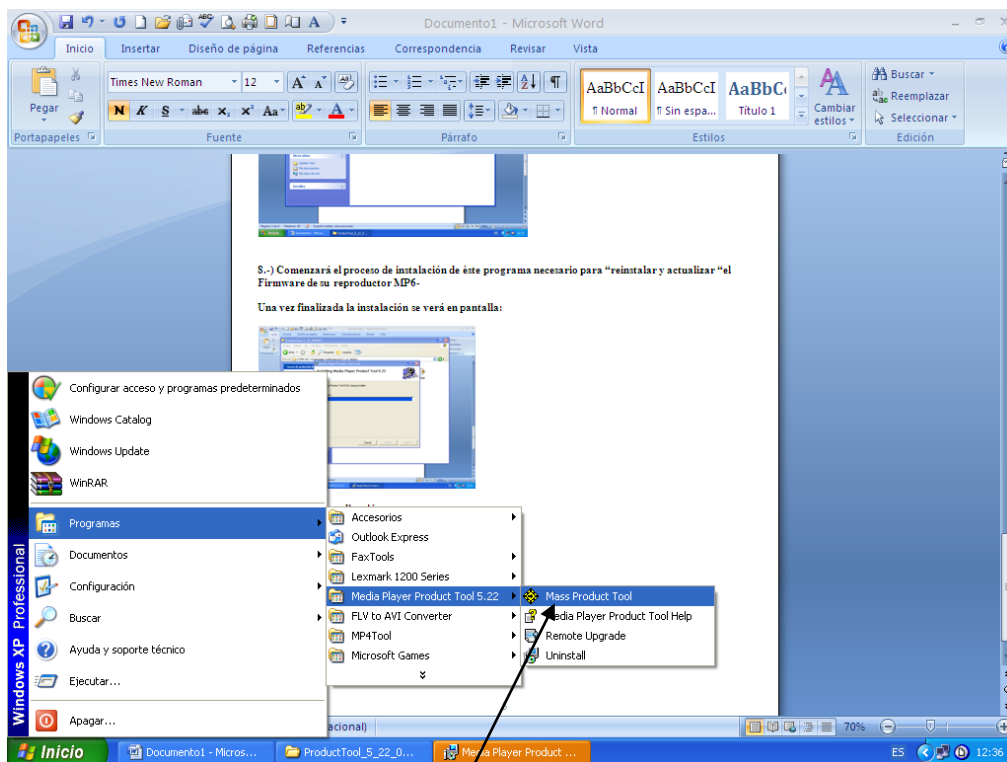 Documento1 - Microsoft Word
Inicio Insertar Diseño de página Referencias Correspondencia Revisar Vista
Pegar
Portapapeles
Times New Roman 12
N K S abc x₂ x² Aa ab A
Fuente
Párrafo
AaBbCcI AaBbCcI AaBbC
¶ Normal ¶ Sin espa... Título 1
Cambiar estilos
Estilos
Buscar
Reemplazar
Seleccionar
Edición
8.-) Comenzará el proceso de instalación de éste programa necesario para “reinstalar y actualizar “el
Firmware de su reproductor MP6-
Una vez finalizada la instalación se verá en pantalla:
Windows XP Professional
Configurar acceso y programas predeterminados
Windows Catalog
Windows Update
WinRAR
Programas
Documentos
Configuración
Buscar
Ayuda y soporte técnico
Ejecutar...
Apagar...
Accesorios
Outlook Express
FaxTools
Lexmark 1200 Series
Media Player Product Tool 5.22
FLV to AVI Converter
MP4Tool
Microsoft Games
Mass Product Tool
Media Player Product Tool Help
Remote Upgrade
Uninstall
acional)
70%
Inicio
Documento1 - Micros...
ProductTool_5_22_0...
Media Player Product ...
ES
12:36